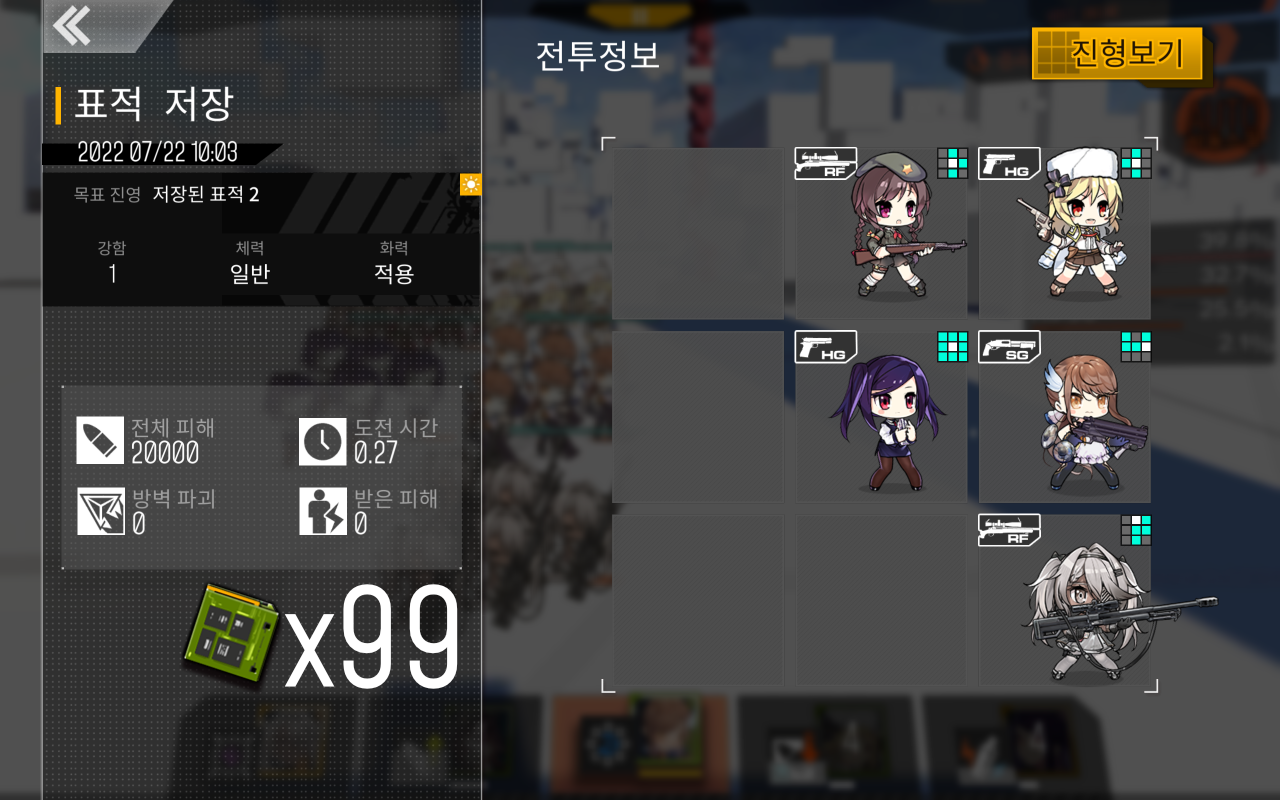 표적 저장
2022 07/22 10:03
목표 진영 저장된 표적 2
강함 체력 화력
1 일반 적용
전체 피해 도전 시간
20000 0.27
방벽 파괴 받은 피해
0 0
x99
전투정보
진형보기
RF HG
HG SG
RF